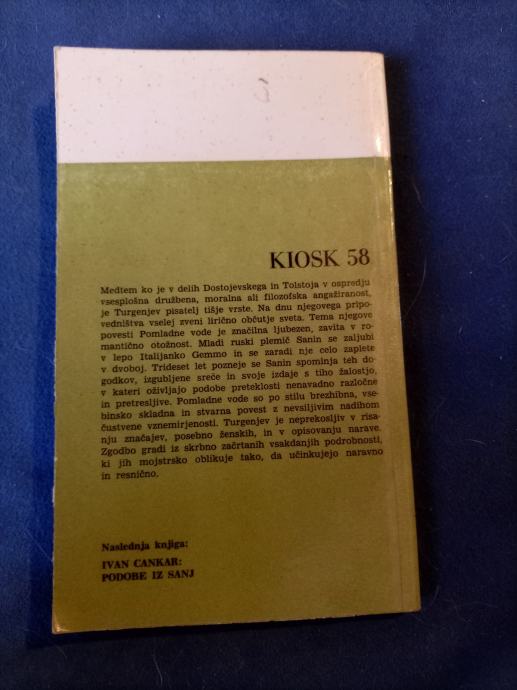 KIOSK 58
Medtem ko je v delih Dostojevskega in Tolstoja v ospredju
vsesplošna družbena, moralna ali filozofska angažiranost,
je Turgenjev pisatelj tišje vrste. Na dnu njegovega pripo-
vedništva vselej zveni lirično občutje sveta. Tema njegove
povesti Pomladne vode je značilna ljubezen, zavita v ro-
mantično otožnost. Mladi ruski plemič Sanin se zaljubi
v lepo Italijanko Gemmo in se zaradi nje celo zaplete
v dvoboj. Trideset let pozneje se Sanin spominja teh do-
godkov, izgubljene sreče in svoje izdaje s tiho žalostjo,
v kateri oživljajo podobe preteklosti nenavadno razločne
in pretresljive. Pomladne vode so po stilu brezhibna, vse-
binsko skladna in stvarna povest z nevsiljivim nadihom
čustvene vznemirjenosti. Turgenjev je neprekosljiv v risa-
nju značajev, posebno ženskih, in v opisovanju narave.
Zgodbo gradi iz skrbno začrtanih vsakdanjih podrobnosti,
ki jih mojstrsko oblikuje tako, da učinkujejo naravno
in resnično.
Naslednja knjiga:
IVAN CANKAR:
PODOBE IZ SANJ